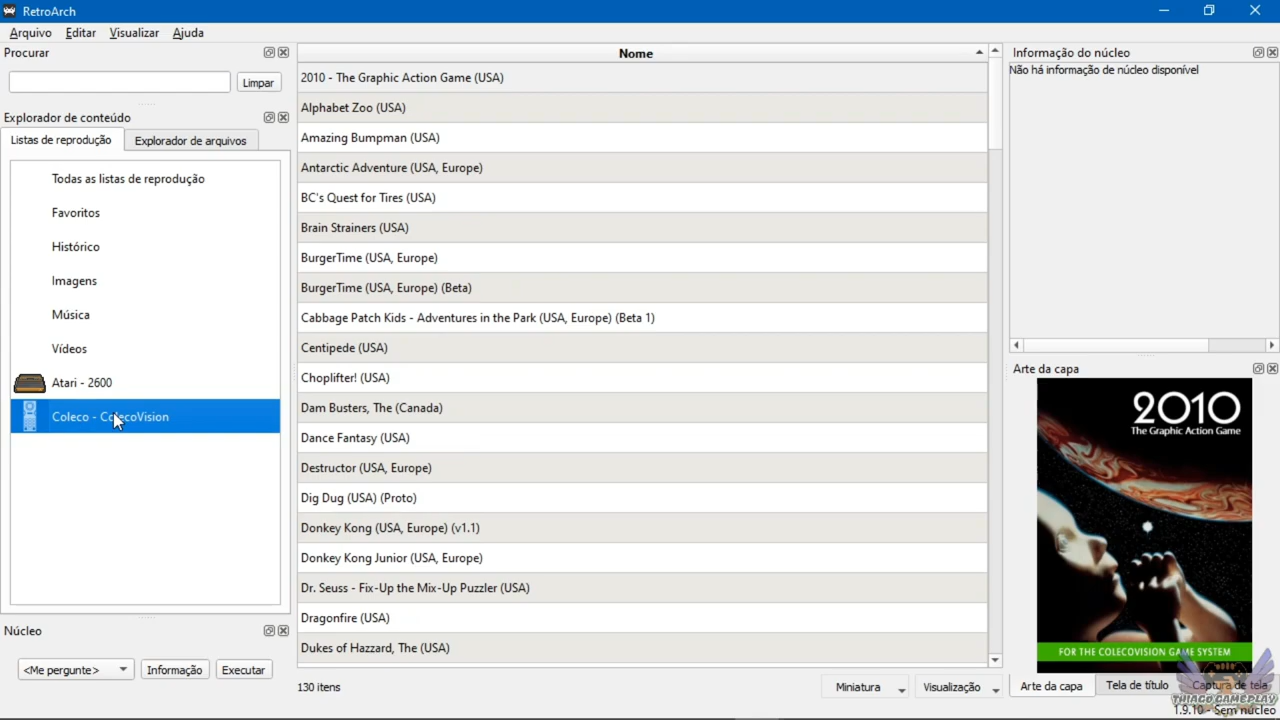 RetroArch
Arquivo Editar Visualizar Ajuda
Procurar
Limpar
Explorador de conteúdo
Listas de reprodução Explorador de arquivos
Todas as listas de reprodução
Favoritos
Histórico
Imagens
Música
Vídeos
Atari - 2600
Coleco - ColecoVision
Núcleo
<Me pergunte> Informação Executar
Nome
2010 - The Graphic Action Game (USA)
Alphabet Zoo (USA)
Amazing Bumpman (USA)
Antarctic Adventure (USA, Europe)
BC's Quest for Tires (USA)
Brain Strainers (USA)
BurgerTime (USA, Europe)
BurgerTime (USA, Europe) (Beta)
Cabbage Patch Kids - Adventures in the Park (USA, Europe) (Beta 1)
Centipede (USA)
Choplifter! (USA)
Dam Busters, The (Canada)
Dance Fantasy (USA)
Destructor (USA, Europe)
Dig Dug (USA) (Proto)
Donkey Kong (USA, Europe) (v1.1)
Donkey Kong Junior (USA, Europe)
Dr. Seuss - Fix-Up the Mix-Up Puzzler (USA)
Dragonfire (USA)
Dukes of Hazzard, The (USA)
130 itens
Miniatura Visualização
Informação do núcleo
Não há informação de núcleo disponível
Arte da capa
2010
The Graphic Action Game
FOR THE COLECOVISION GAME SYSTEM
Arte da capa Tela de título Captura de tela
THIAGO GAMEPLAY
1.9.10 - Sem núcleo